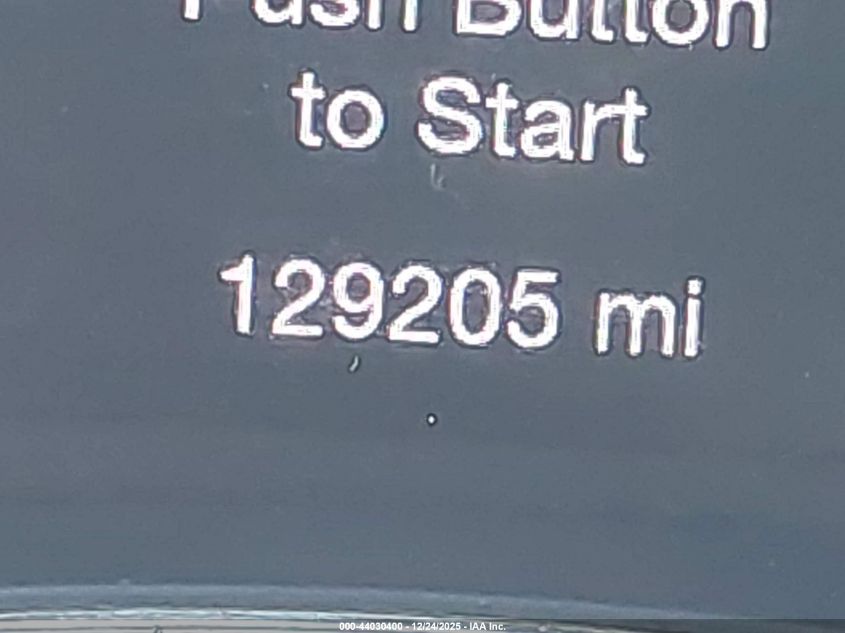 Push Button
to Start
129205 mi
000-44030400 - 12/24/2025 - IAA Inc.